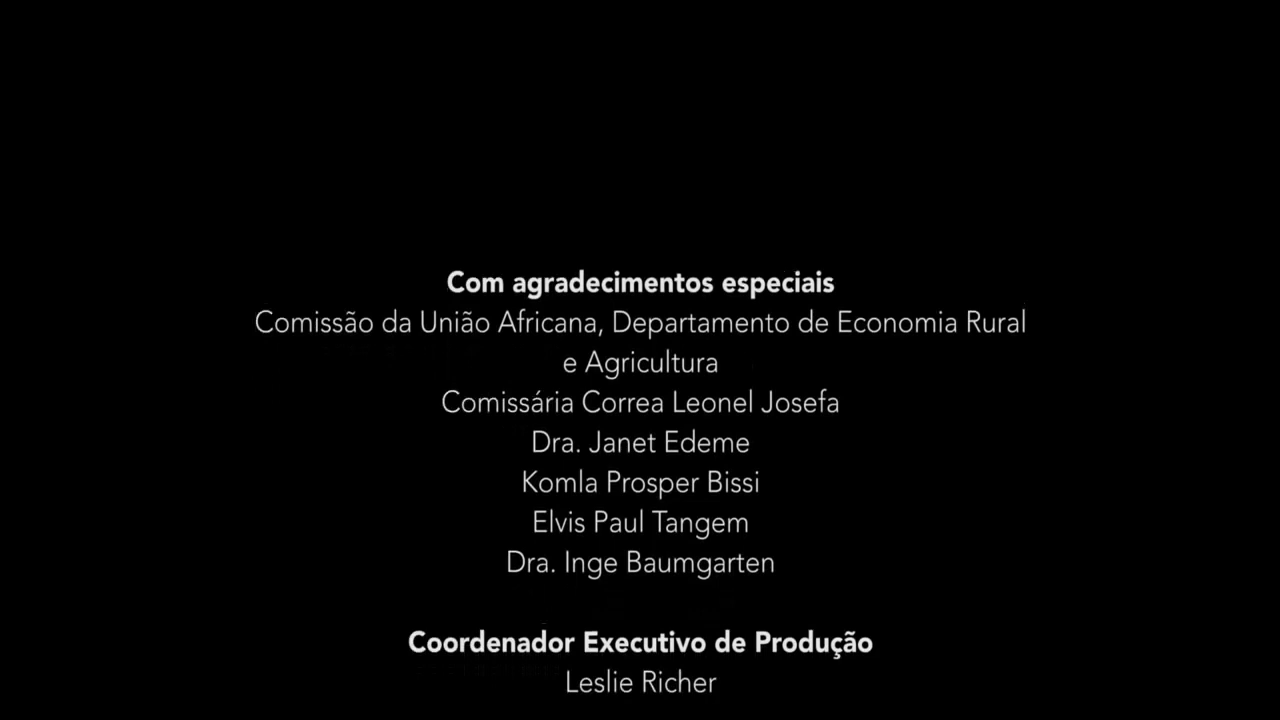 Com agradecimentos especiais
Comissão da União Africana, Departamento de Economia Rural
e Agricultura
Comissária Correa Leonel Josefa
Dra. Janet Edeme
Komla Prosper Bissi
Elvis Paul Tangem
Dra. Inge Baumgarten
Coordenador Executivo de Produção
Leslie Richer